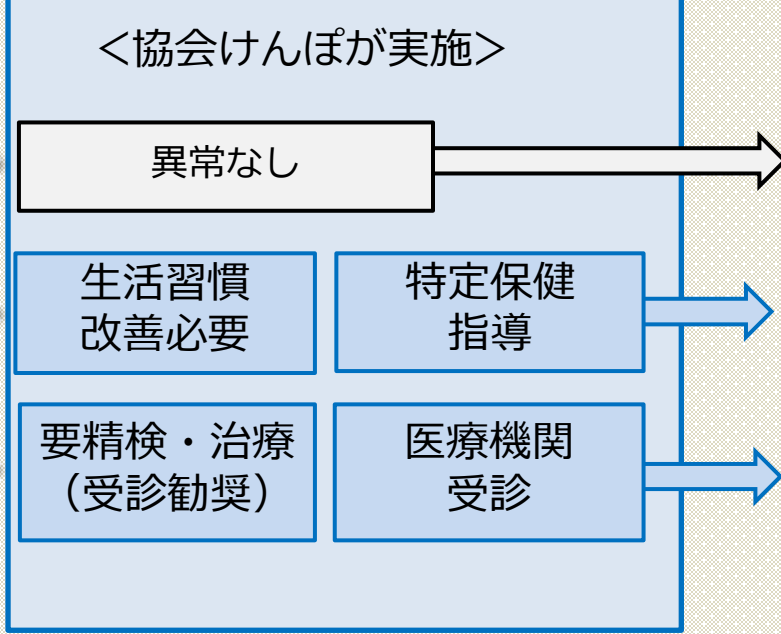 ＜協会けんぽが実施＞
異常なし
生活習慣
改善必要
特定保健
指導
要精検・治療
（受診勧奨）
医療機関
受診